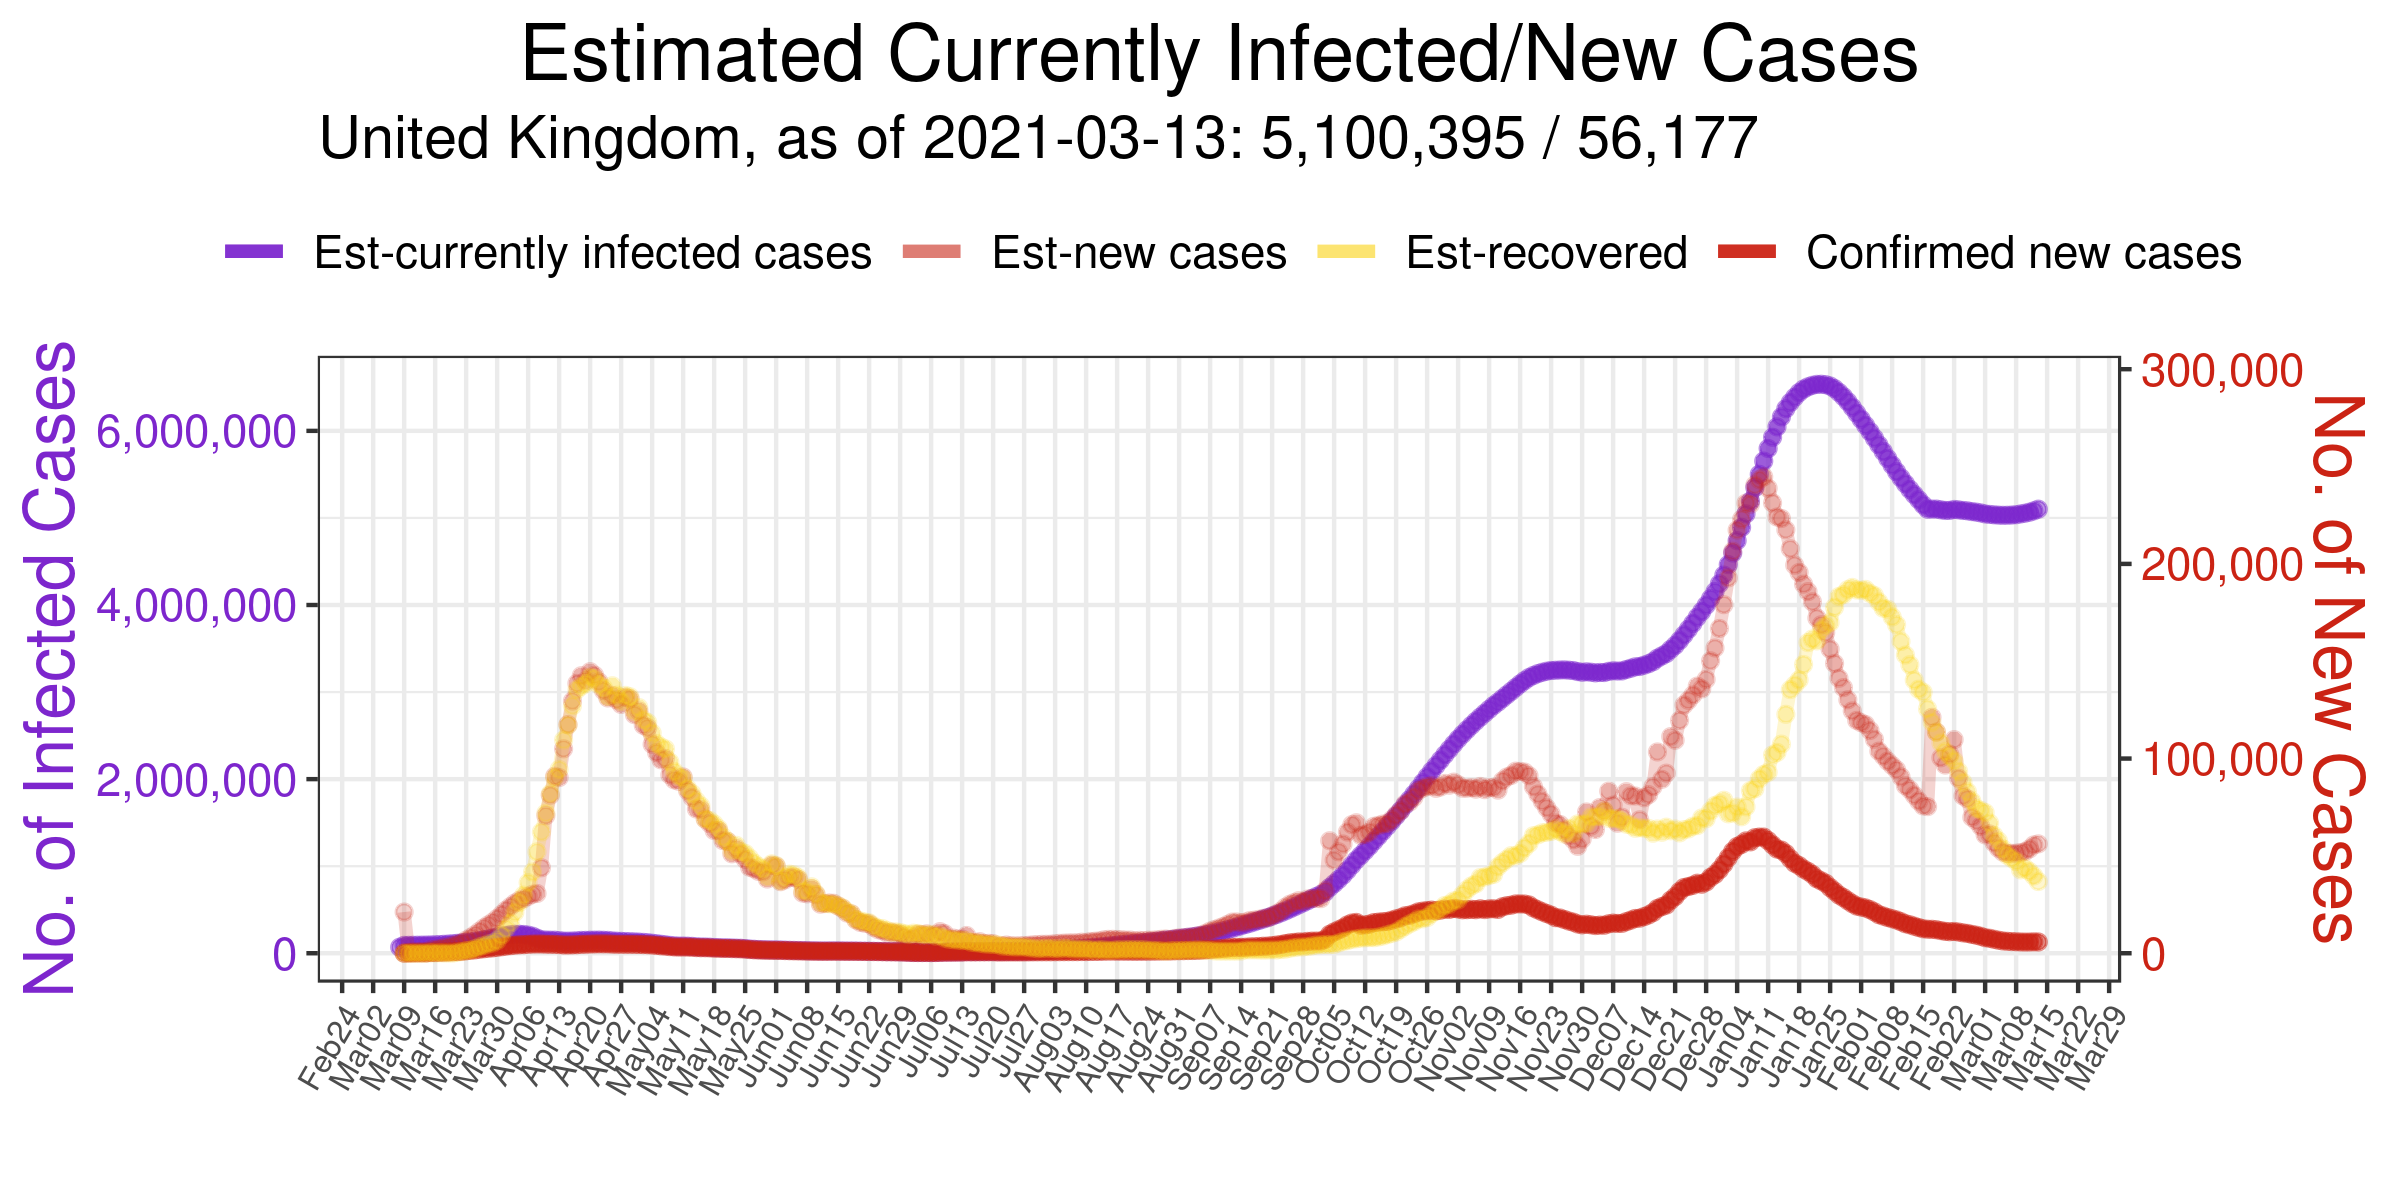 Estimated Currently Infected/New Cases
United Kingdom, as of 2021-03-13: 5,100,395 / 56,177
Est-currently infected cases Est-new cases Est-recovered Confirmed new cases
No. of Infected Cases
6,000,000
4,000,000
2,000,000
0
300,000
200,000
100,000
0
No. of New Cases
Feb24 Mar02 Mar09 Mar16 Mar23 Mar30 Apr06 Apr13 Apr20 Apr27 May04 May11 May18 May25 Jun01 Jun08 Jun15 Jun22 Jun29 Jul06 Jul13 Jul20 Jul27 Aug03 Aug10 Aug17 Aug24 Aug31 Sep07 Sep14 Sep21 Sep28 Oct05 Oct12 Oct19 Oct26 Nov02 Nov09 Nov16 Nov23 Nov30 Dec07 Dec14 Dec21 Dec28 Jan04 Jan11 Jan18 Jan25 Feb01 Feb08 Feb15 Feb22 Mar01 Mar08 Mar15 Mar22 Mar29